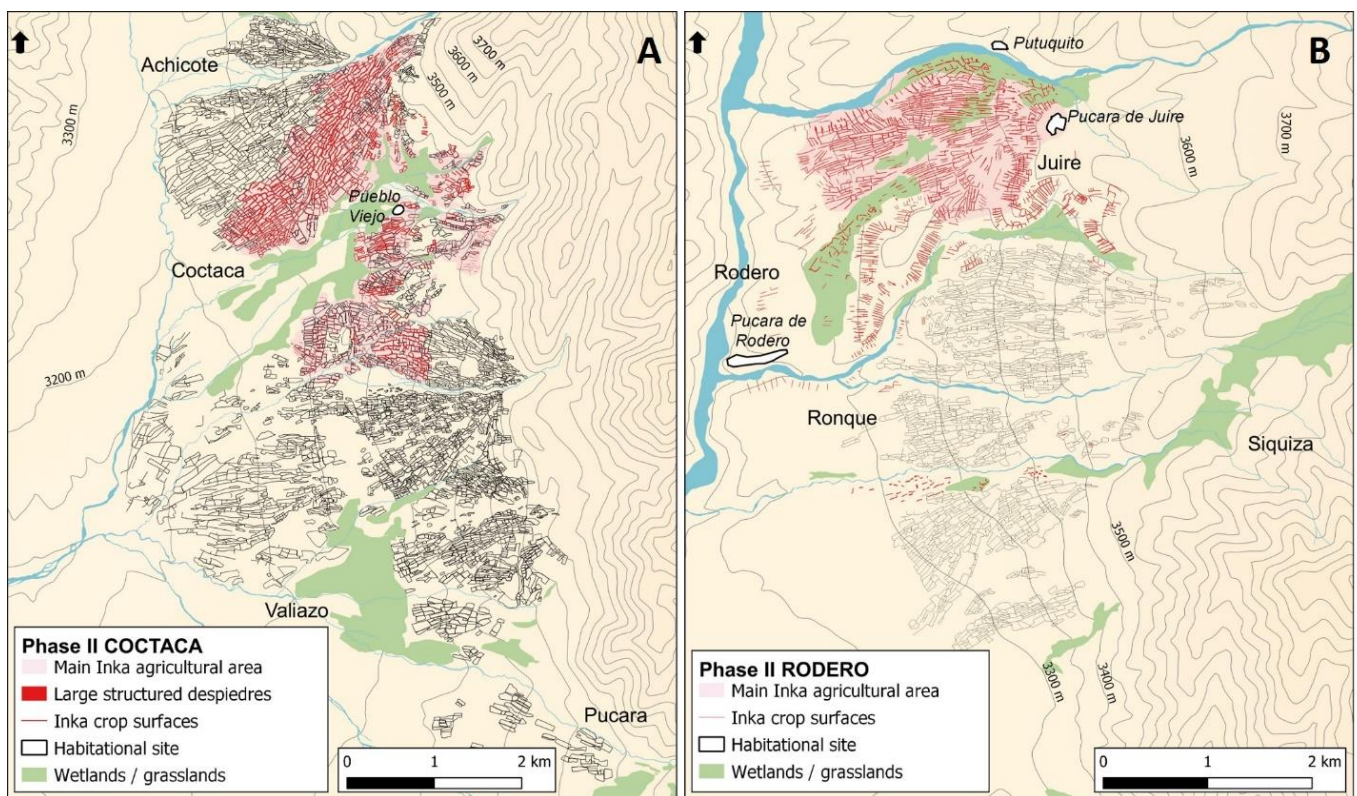 A
Achicote
3700 m
3600 m
3500 m
3300 m
Pueblo
Viejo
Coctaca
3200 m
Valiazo
Pucara
Phase II COCTACA
Main Inka agricultural area
Large structured despiedres
Inka crop surfaces
Habitational site
Wetlands / grasslands
0 1 2 km
B
Putuquito
Pucara de Juire
3700 m
3600 m
Juire
Rodero
Pucara de
Rodero
Ronque
Siquiza
3500 m
3400 m
3300 m
Phase II RODERO
Main Inka agricultural area
Inka crop surfaces
Habitational site
Wetlands / grasslands
0 1 2 km